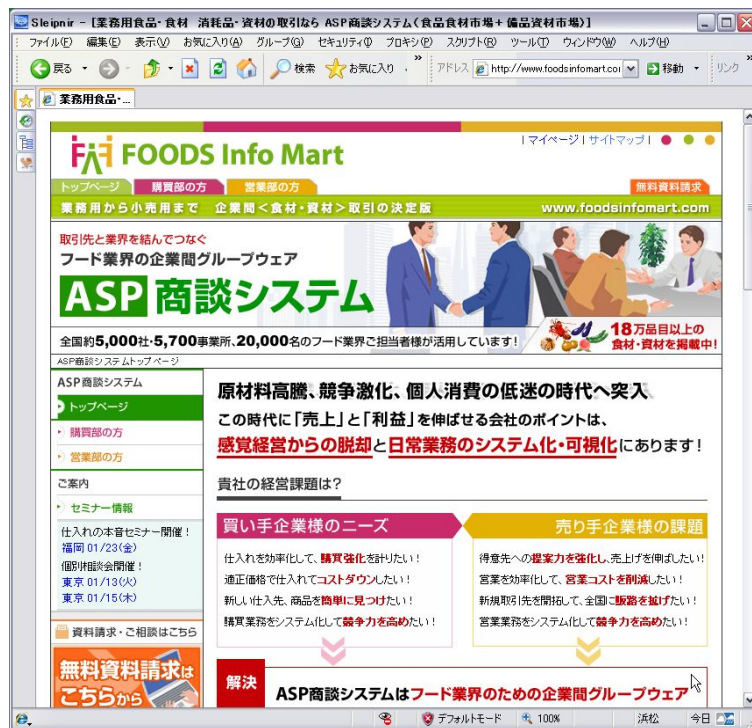 Sleipnir - [業務用食品・食材 消耗品・資材の取引なら ASP商談システム(食品食材市場+備品資材市場)]
ファイル(F) 編集(E) 表示(V) お気に入り(A) グループ(G) セキュリティ(I) プロキシ(P) スクリプト(R) ツール(T) ウィンドウ(W) ヘルプ(H)
戻る 検索 お気に入り アドレス http://www.foodsinfomart.co 移動 リンク
業務用食品・...
マイページ | サイトマップ |
FOODS Info Mart
トップページ 購買部の方 営業部の方 無料資料請求
業務用から小売用まで 企業間<食材・資材>取引の決定版 www.foodsinfomart.com
取引先と業界を結んでつなぐ
フード業界の企業間グループウェア
ASP商談システム
全国約5,000社・5,700事業所、20,000名のフード業界ご担当者様が活用しています!
18万品目以上の
食材・資材を掲載中!
ASP商談システムトップページ
ASP商談システム
トップページ
購買部の方
営業部の方
ご案内
セミナー情報
仕入れの本音セミナー開催!
福岡 01/23(金)
個別相談会開催!
東京 01/13(火)
東京 01/15(木)
資料請求・ご相談はこちら
無料資料請求は
こちらから
原材料高騰、競争激化、個人消費の低迷の時代へ突入
この時代に「売上」と「利益」を伸ばせる会社のポイントは、
感覚経営からの脱却と日常業務のシステム化・可視化にあります!
貴社の経営課題は?
買い手企業様のニーズ
仕入れを効率化して、購買強化を計りたい!
適正価格で仕入れてコストダウンしたい!
新しい仕入先、商品を簡単に見つけたい!
購買業務をシステム化して競争力を高めたい!
売り手企業様の課題
得意先への提案力を強化し、売上げを伸ばしたい!
営業を効率化して、営業コストを削減したい!
新規取引先を開拓して、全国に販路を拡げたい!
営業業務をシステム化して競争力を高めたい!
解決 ASP商談システムはフード業界のための企業間グループウェア
デフォルトモード 100% 浜松 今日